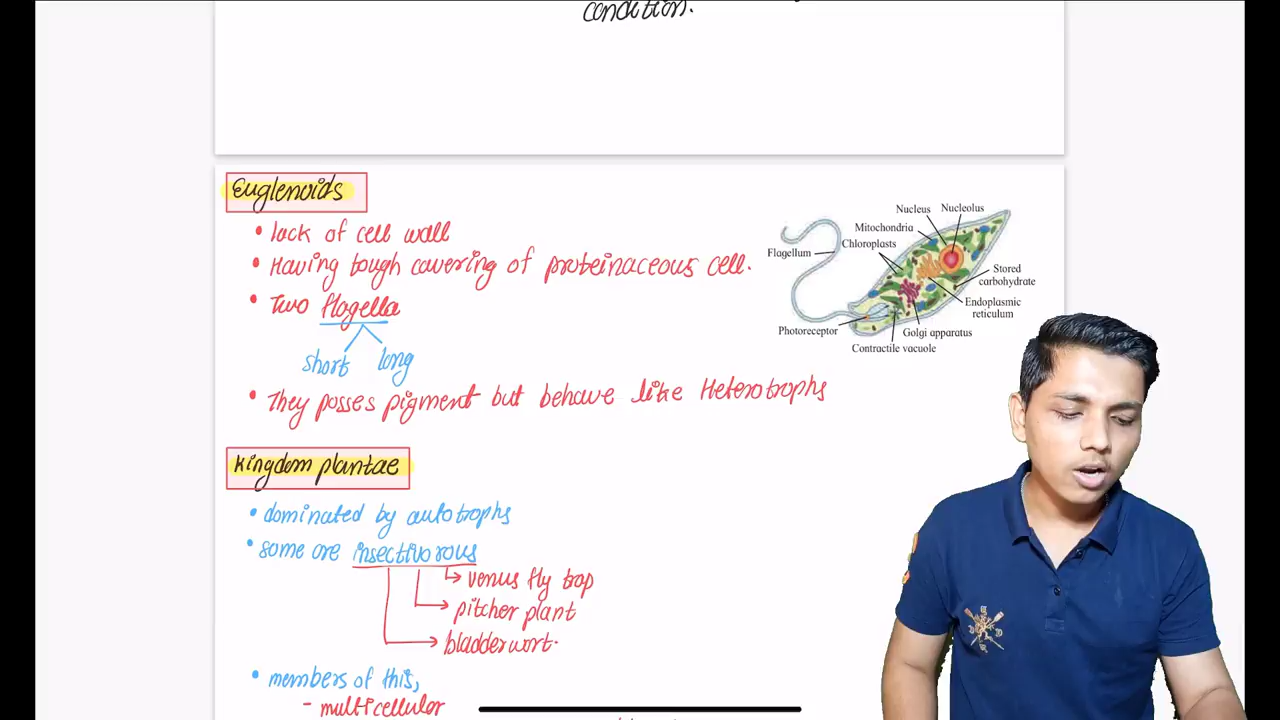 condition.
Euglenoids
• lack of cell wall
• Having tough covering of proteinaceous cell.
• Two flagella
short long
• They posses pigment but behave like Heterotrophs
Nucleus Nucleolus
Mitochondria
Chloroplasts
Flagellum
Stored
carbohydrate
Endoplasmic
reticulum
Photoreceptor
Golgi apparatus
Contractile vacuole
Kingdom plantae
• dominated by autotrophs
• some are insectivorous
venus fly trap
pitcher plant
bladderwort.
• members of this,
- multicellular